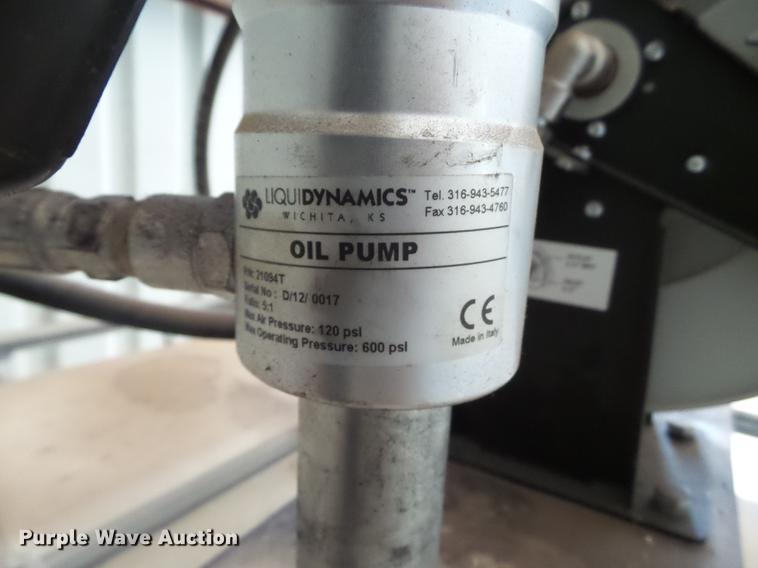 LIQUIDYNAMICS™
WICHITA, KS
Tel. 316-943-5477
Fax 316-943-4760
OIL PUMP
P/N: 21094T
Serial No : D/12/ 0017
Ratio: 5:1
Max Air Pressure: 120 psi
Max Operating Pressure: 600 psi
CE
Made in Italy
Purple Wave Auction